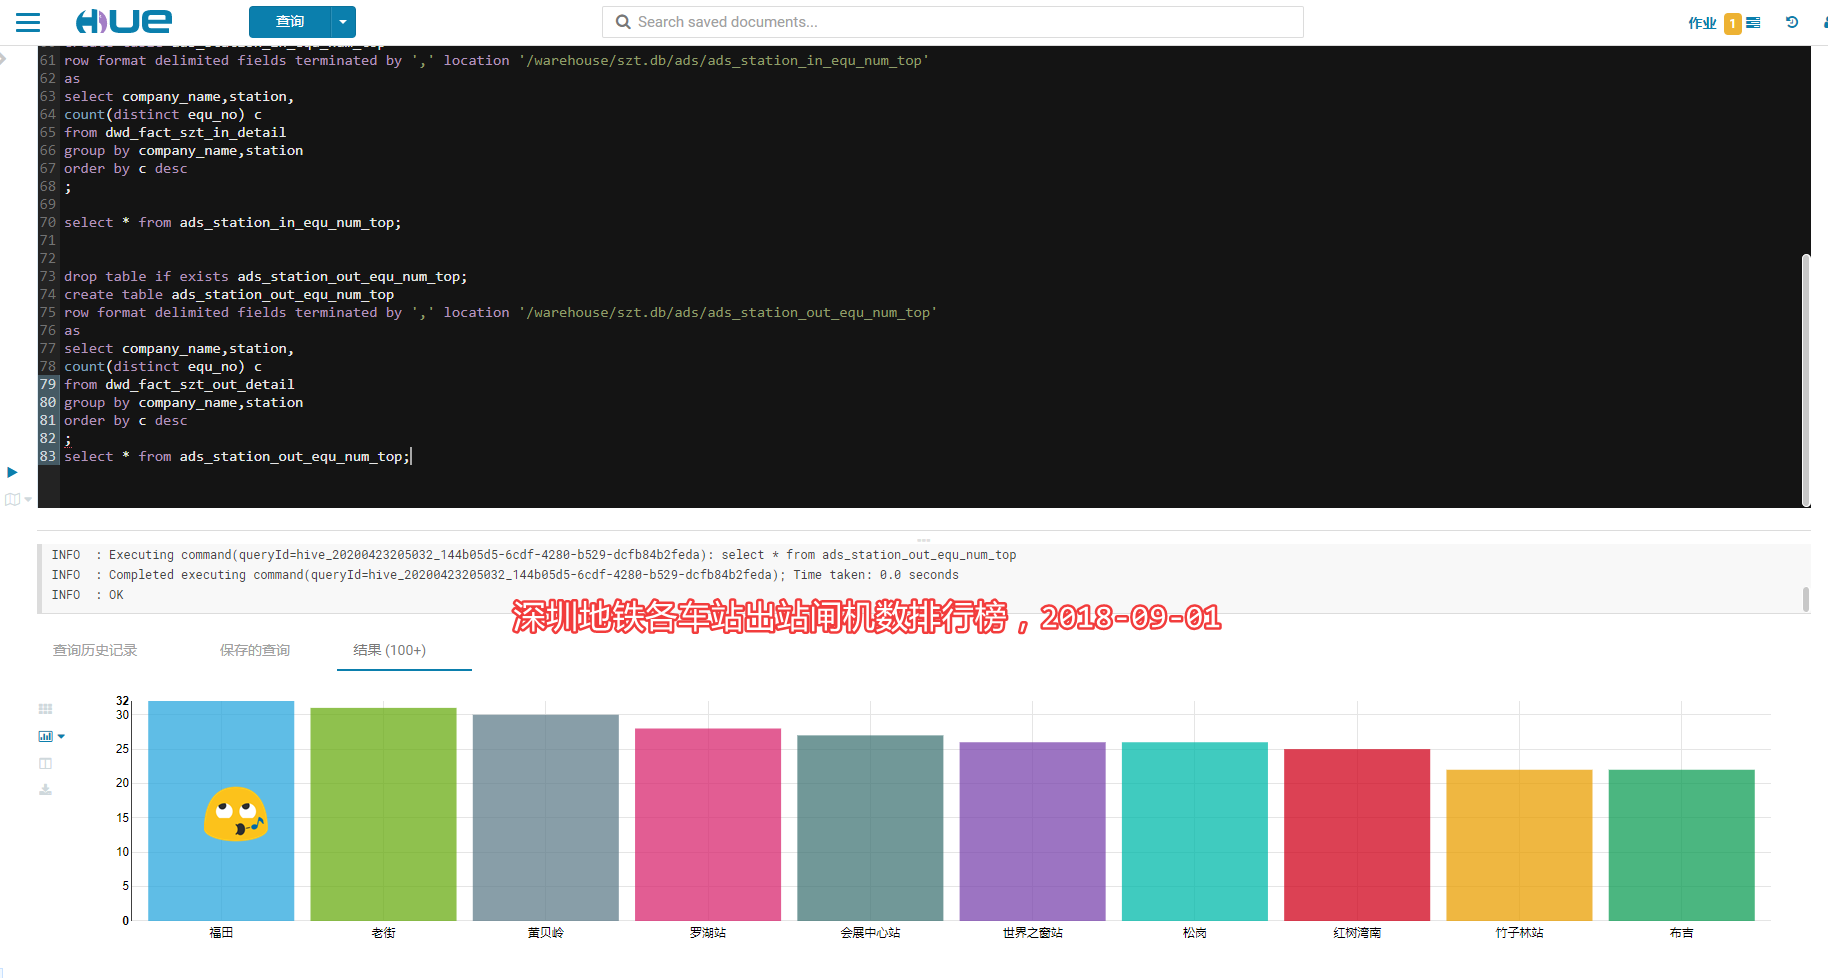 HUE
查询
Search saved documents...
作业 1
61 row format delimited fields terminated by ',' location '/warehouse/szt.db/ads/ads_station_in_equ_num_top'
62 as
63 select company_name,station,
64 count(distinct equ_no) c
65 from dwd_fact_szt_in_detail
66 group by company_name,station
67 order by c desc
68 ;
69
70 select * from ads_station_in_equ_num_top;
71
72
73 drop table if exists ads_station_out_equ_num_top;
74 create table ads_station_out_equ_num_top
75 row format delimited fields terminated by ',' location '/warehouse/szt.db/ads/ads_station_out_equ_num_top'
76 as
77 select company_name,station,
78 count(distinct equ_no) c
79 from dwd_fact_szt_out_detail
80 group by company_name,station
81 order by c desc
82 ;
83 select * from ads_station_out_equ_num_top;
INFO : Executing command(queryId=hive_20200423205032_144b05d5-6cdf-4280-b529-dcfb84b2feda): select * from ads_station_out_equ_num_top
INFO : Completed executing command(queryId=hive_20200423205032_144b05d5-6cdf-4280-b529-dcfb84b2feda); Time taken: 0.0 seconds
INFO : OK
深圳地铁各车站出站闸机数排行榜，2018-09-01
查询历史记录 保存的查询 结果 (100+)
32
30
25
20
15
10
5
0
福田 老街 黄贝岭 罗湖站 会展中心站 世界之窗站 松岗 红树湾南 竹子林站 布吉